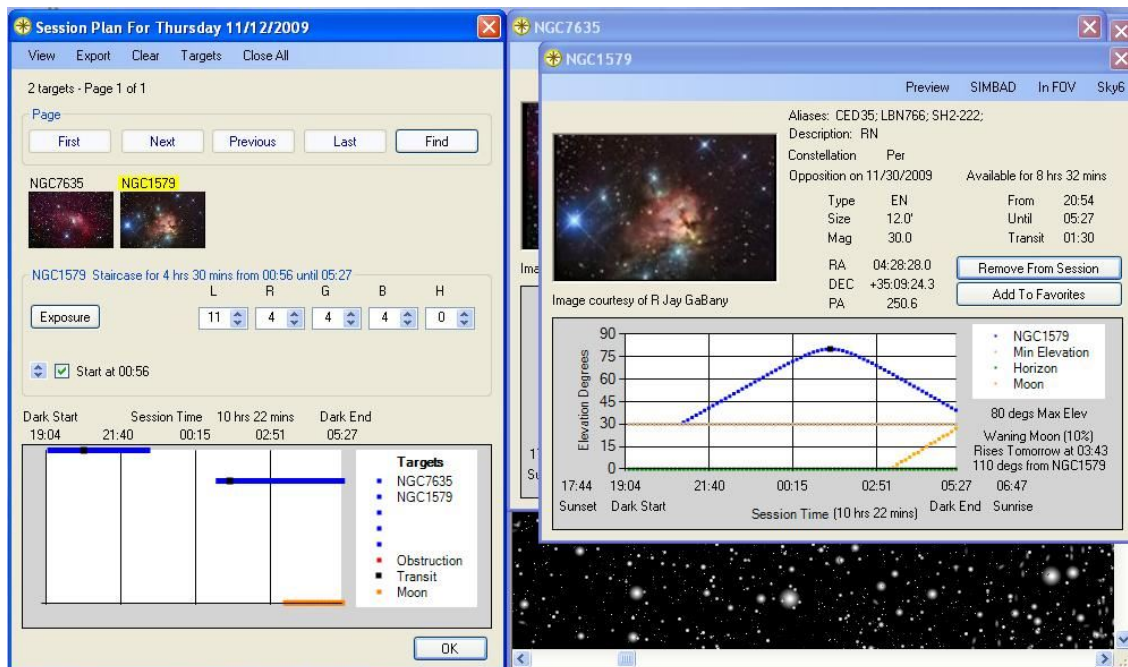 Session Plan For Thursday 11/12/2009
View Export Clear Targets Close All
2 targets - Page 1 of 1
Page
First Next Previous Last Find
NGC7635 NGC1579
NGC1579 Staircase for 4 hrs 30 mins from 00:56 until 05:27
L R G B H
Exposure 11 4 4 4 0
Start at 00:56
Dark Start Session Time 10 hrs 22 mins Dark End
19:04 21:40 00:15 02:51 05:27
Targets
NGC7635
NGC1579
Obstruction
Transit
Moon
OK
NGC7635
Ima
17
Su
NGC1579
Preview SIMBAD In FOV Sky6
Aliases: CED35; LBN766; SH2-222;
Description: RN
Constellation Per
Opposition on 11/30/2009 Available for 8 hrs 32 mins
Type EN From 20:54
Size 12.0' Until 05:27
Mag 30.0 Transit 01:30
RA 04:28:28.0 Remove From Session
DEC +35:09:24.3 Add To Favorites
PA 250.6
Image courtesy of R Jay GaBany
Elevation Degrees
90
75
60
45
30
15
0
NGC1579
Min Elevation
Horizon
Moon
80 degs Max Elev
Waning Moon (10%)
Rises Tomorrow at 03:43
110 degs from NGC1579
17:44 19:04 21:40 00:15 02:51 05:27 06:47
Sunset Dark Start Session Time (10 hrs 22 mins) Dark End Sunrise